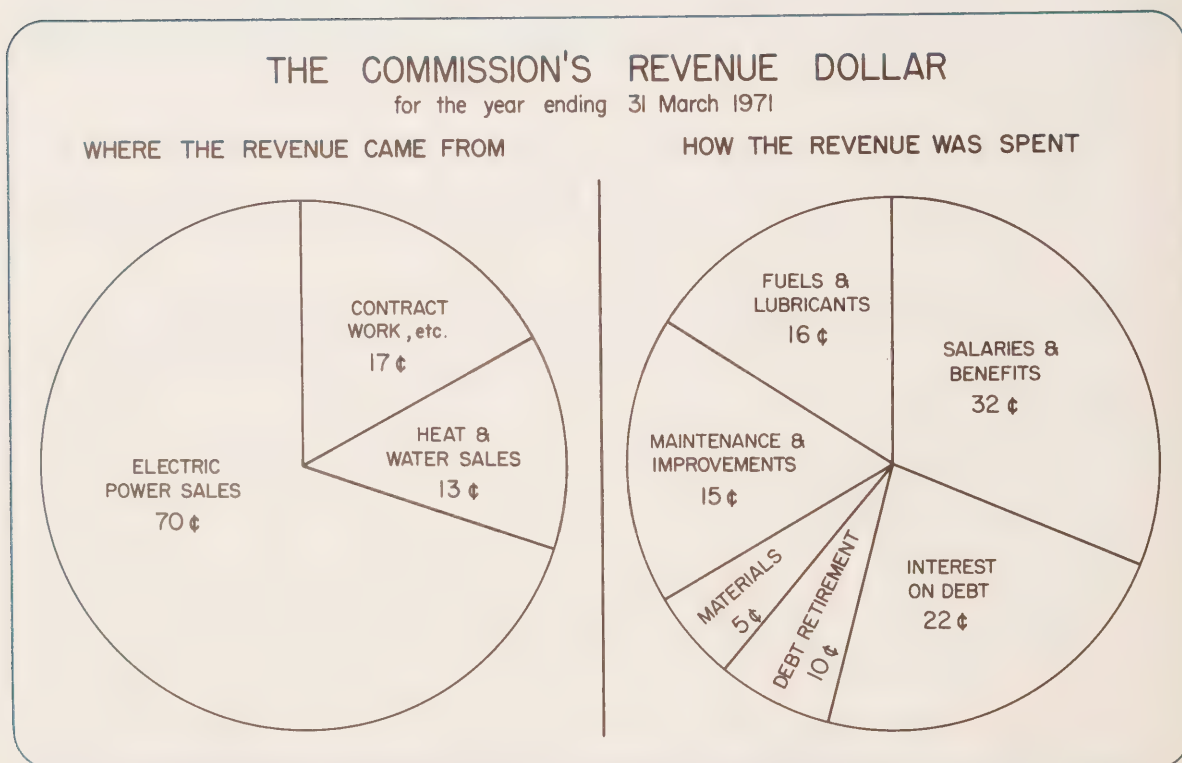 THE COMMISSION'S REVENUE DOLLAR
for the year ending 31 March 1971
WHERE THE REVENUE CAME FROM
CONTRACT
WORK, etc.
17 ¢
HEAT &
WATER SALES
13 ¢
ELECTRIC
POWER SALES
70 ¢
HOW THE REVENUE WAS SPENT
FUELS &
LUBRICANTS
16 ¢
SALARIES &
BENEFITS
32 ¢
MAINTENANCE &
IMPROVEMENTS
15 ¢
MATERIALS
5 ¢
DEBT RETIREMENT
10 ¢
INTEREST
ON DEBT
22 ¢